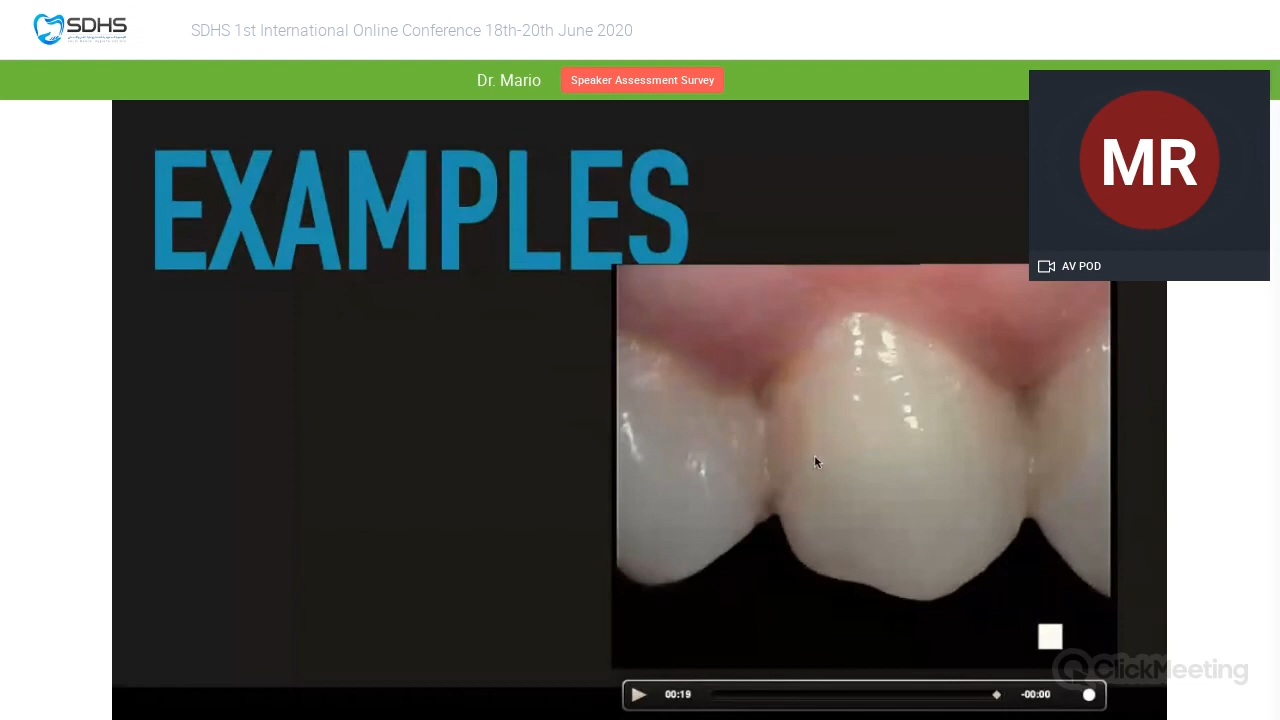 SDHS
SDHS 1st International Online Conference 18th-20th June 2020
Dr. Mario
Speaker Assessment Survey
MR
AV POD
EXAMPLES
00:19
-00:00
ClickMeeting